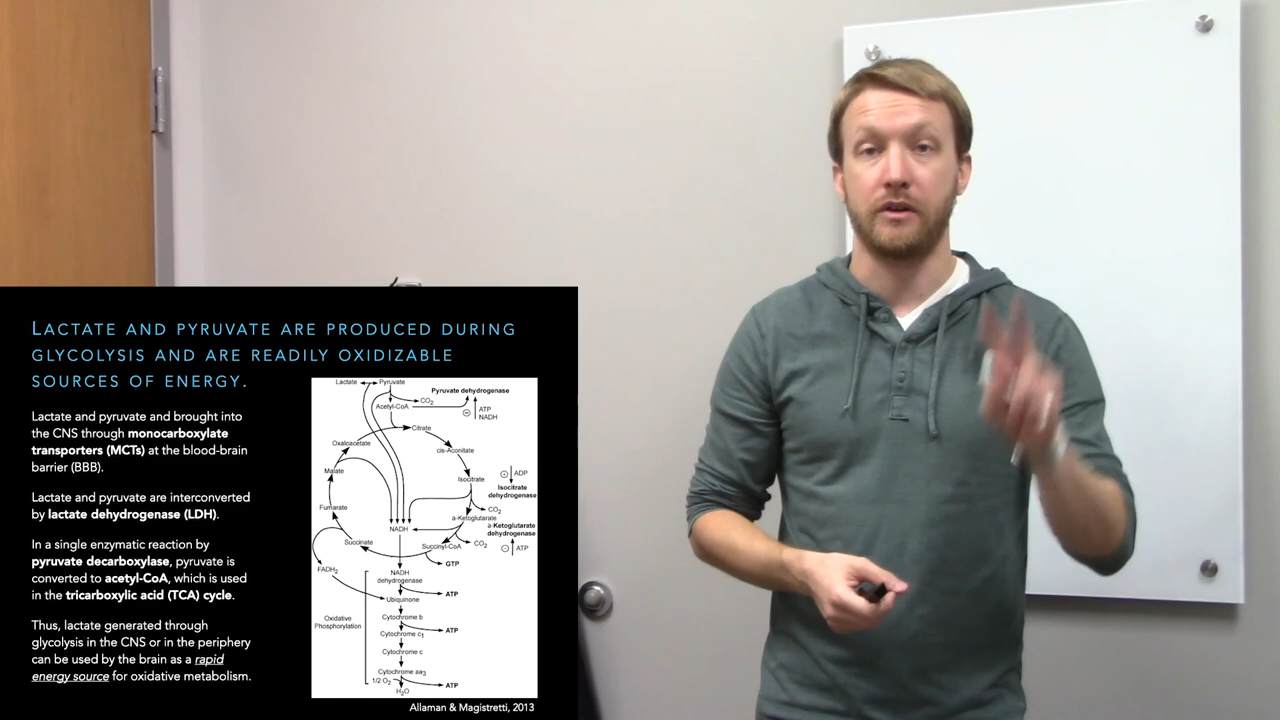 LACTATE AND PYRUVATE ARE PRODUCED DURING
GLYCOLYSIS AND ARE READILY OXIDIZABLE
SOURCES OF ENERGY.
Lactate and pyruvate and brought into
the CNS through monocarboxylate
transporters (MCTs) at the blood-brain
barrier (BBB).
Lactate and pyruvate are interconverted
by lactate dehydrogenase (LDH).
In a single enzymatic reaction by
pyruvate decarboxylase, pyruvate is
converted to acetyl-CoA, which is used
in the tricarboxylic acid (TCA) cycle.
Thus, lactate generated through
glycolysis in the CNS or in the periphery
can be used by the brain as a rapid
energy source for oxidative metabolism.
Lactate Pyruvate
Pyruvate dehydrogenase
CO2
Acetyl-CoA
ATP
NADH
Citrate
Oxaloacetate
cis-Aconitate
Malate
ADP
Isocitrate
Isocitrate
dehydrogenase
Fumarate
CO2
a-Ketoglutarate
NADH
a-Ketoglutarate
dehydrogenase
Succinate
Succinyl-CoA
CO2
ATP
GTP
FADH2
NADH
dehydrogenase
ATP
Ubiquinone
Oxidative
Phosphorylation
Cytochrome b
ATP
Cytochrome c1
Cytochrome c
Cytochrome aa3
1/2 O2
ATP
H2O
Allaman & Magistretti, 2013